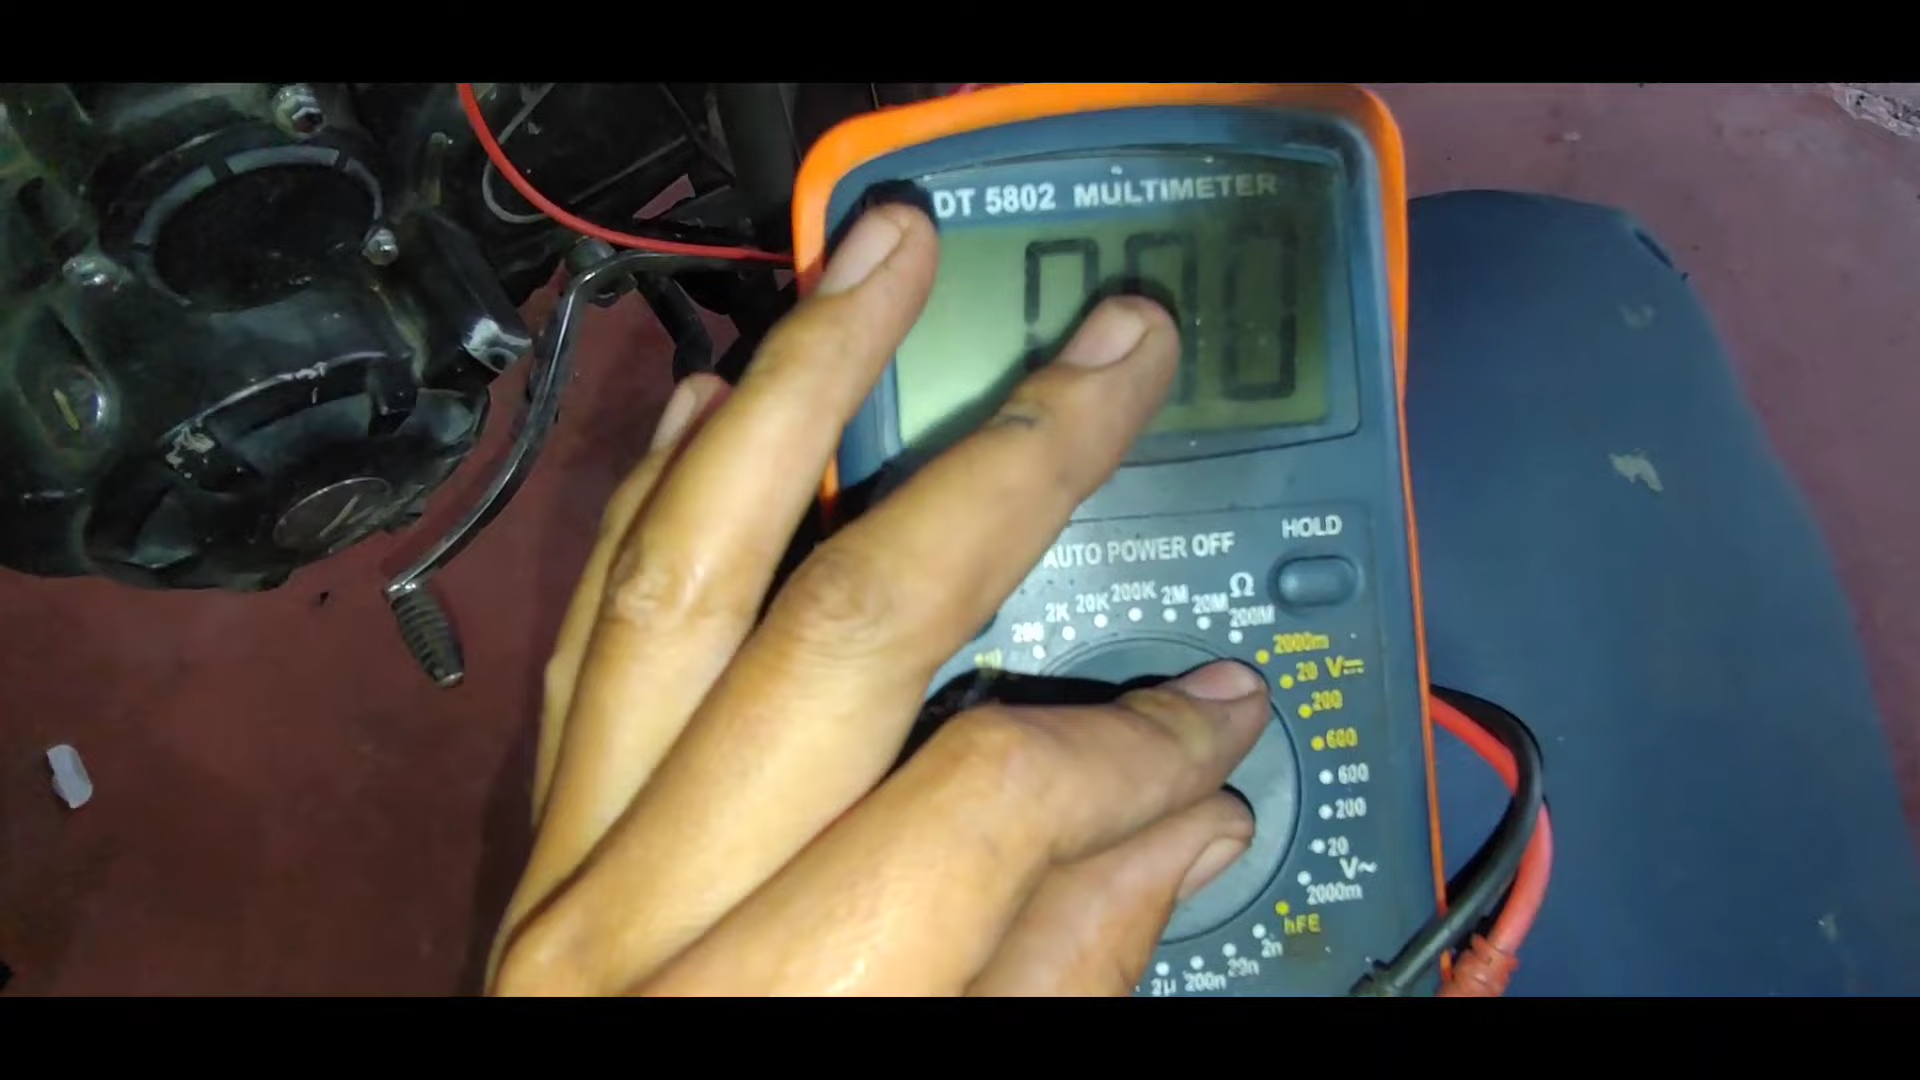 DT 5802 MULTIMETER
AUTO POWER OFF
HOLD
200
2K
20K
200K
2M
20M
200M
Ω
2000m
20
V⎓
200
600
600
200
20
V~
2000m
hFE
2n
20n
200n
2μ